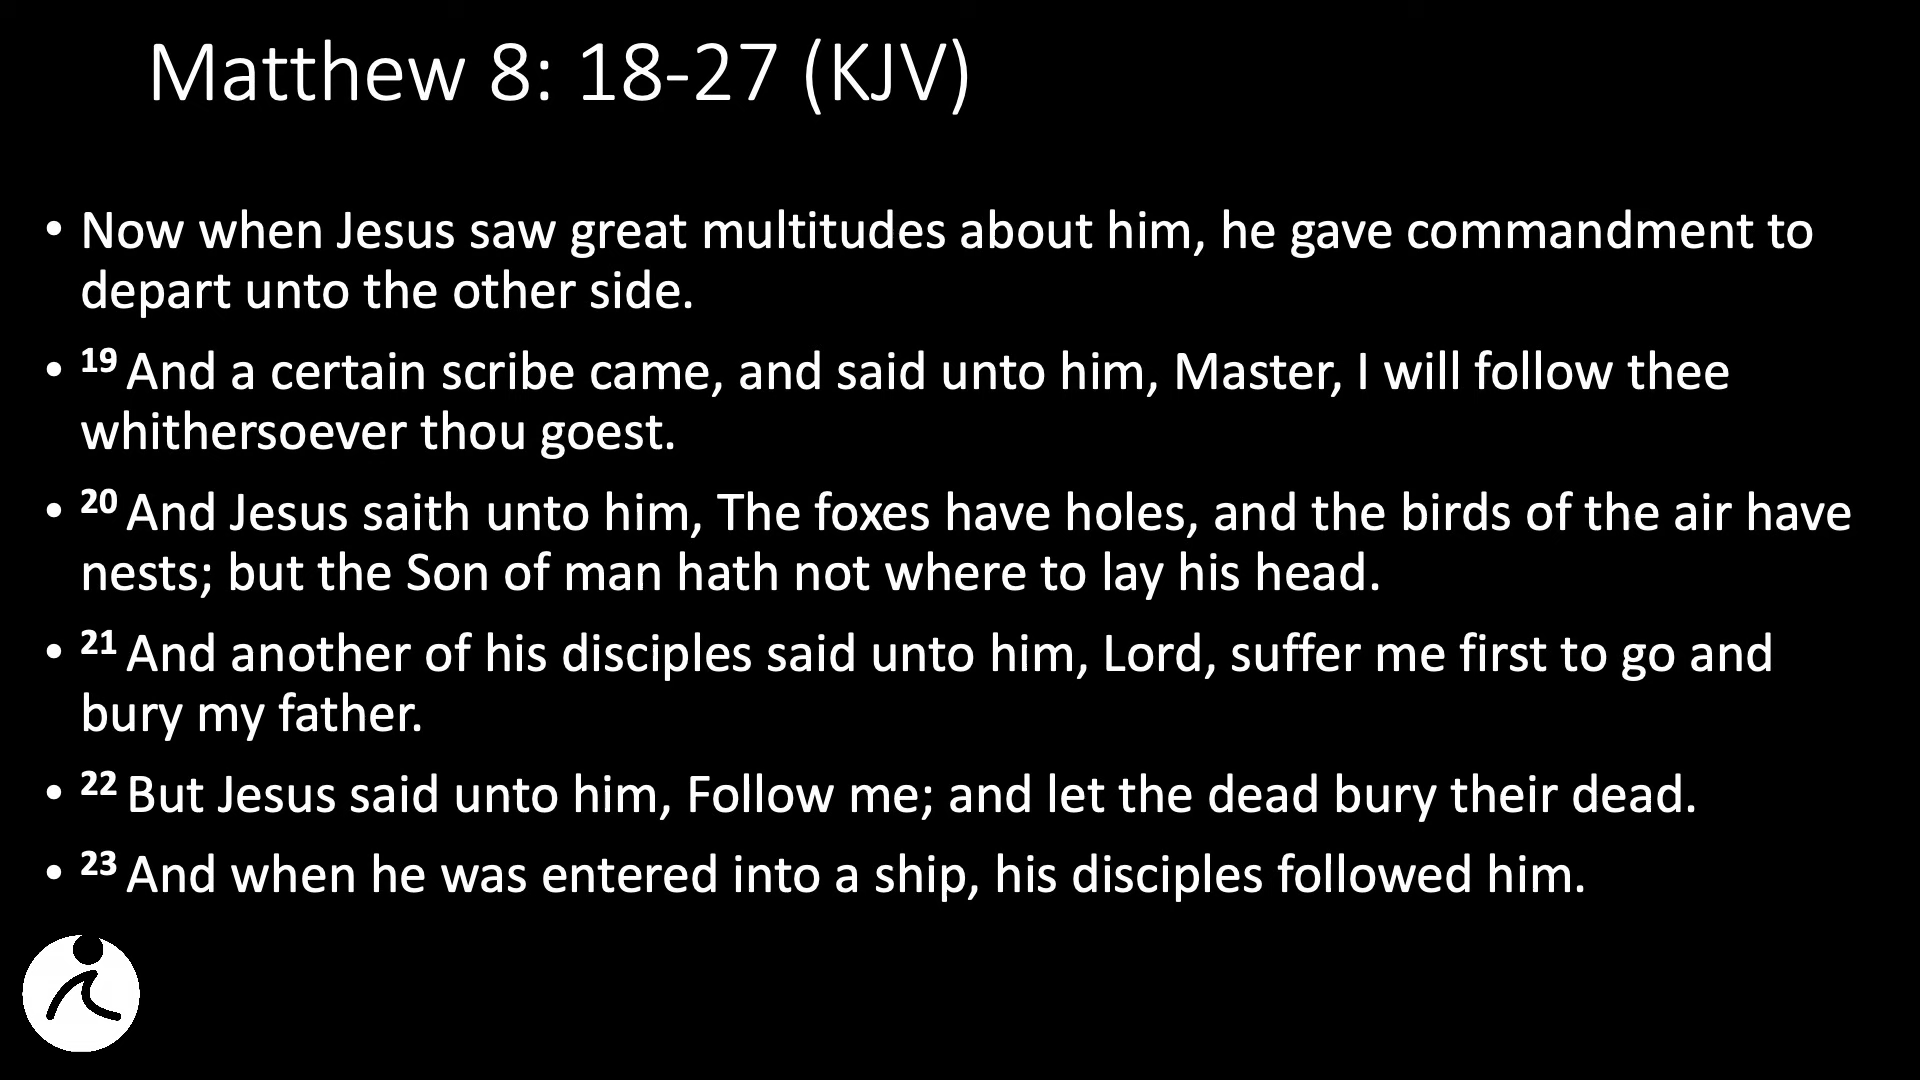 Matthew 8: 18-27 (KJV)
• Now when Jesus saw great multitudes about him, he gave commandment to
depart unto the other side.
• 19 And a certain scribe came, and said unto him, Master, I will follow thee
whithersoever thou goest.
• 20 And Jesus saith unto him, The foxes have holes, and the birds of the air have
nests; but the Son of man hath not where to lay his head.
• 21 And another of his disciples said unto him, Lord, suffer me first to go and
bury my father.
• 22 But Jesus said unto him, Follow me; and let the dead bury their dead.
• 23 And when he was entered into a ship, his disciples followed him.